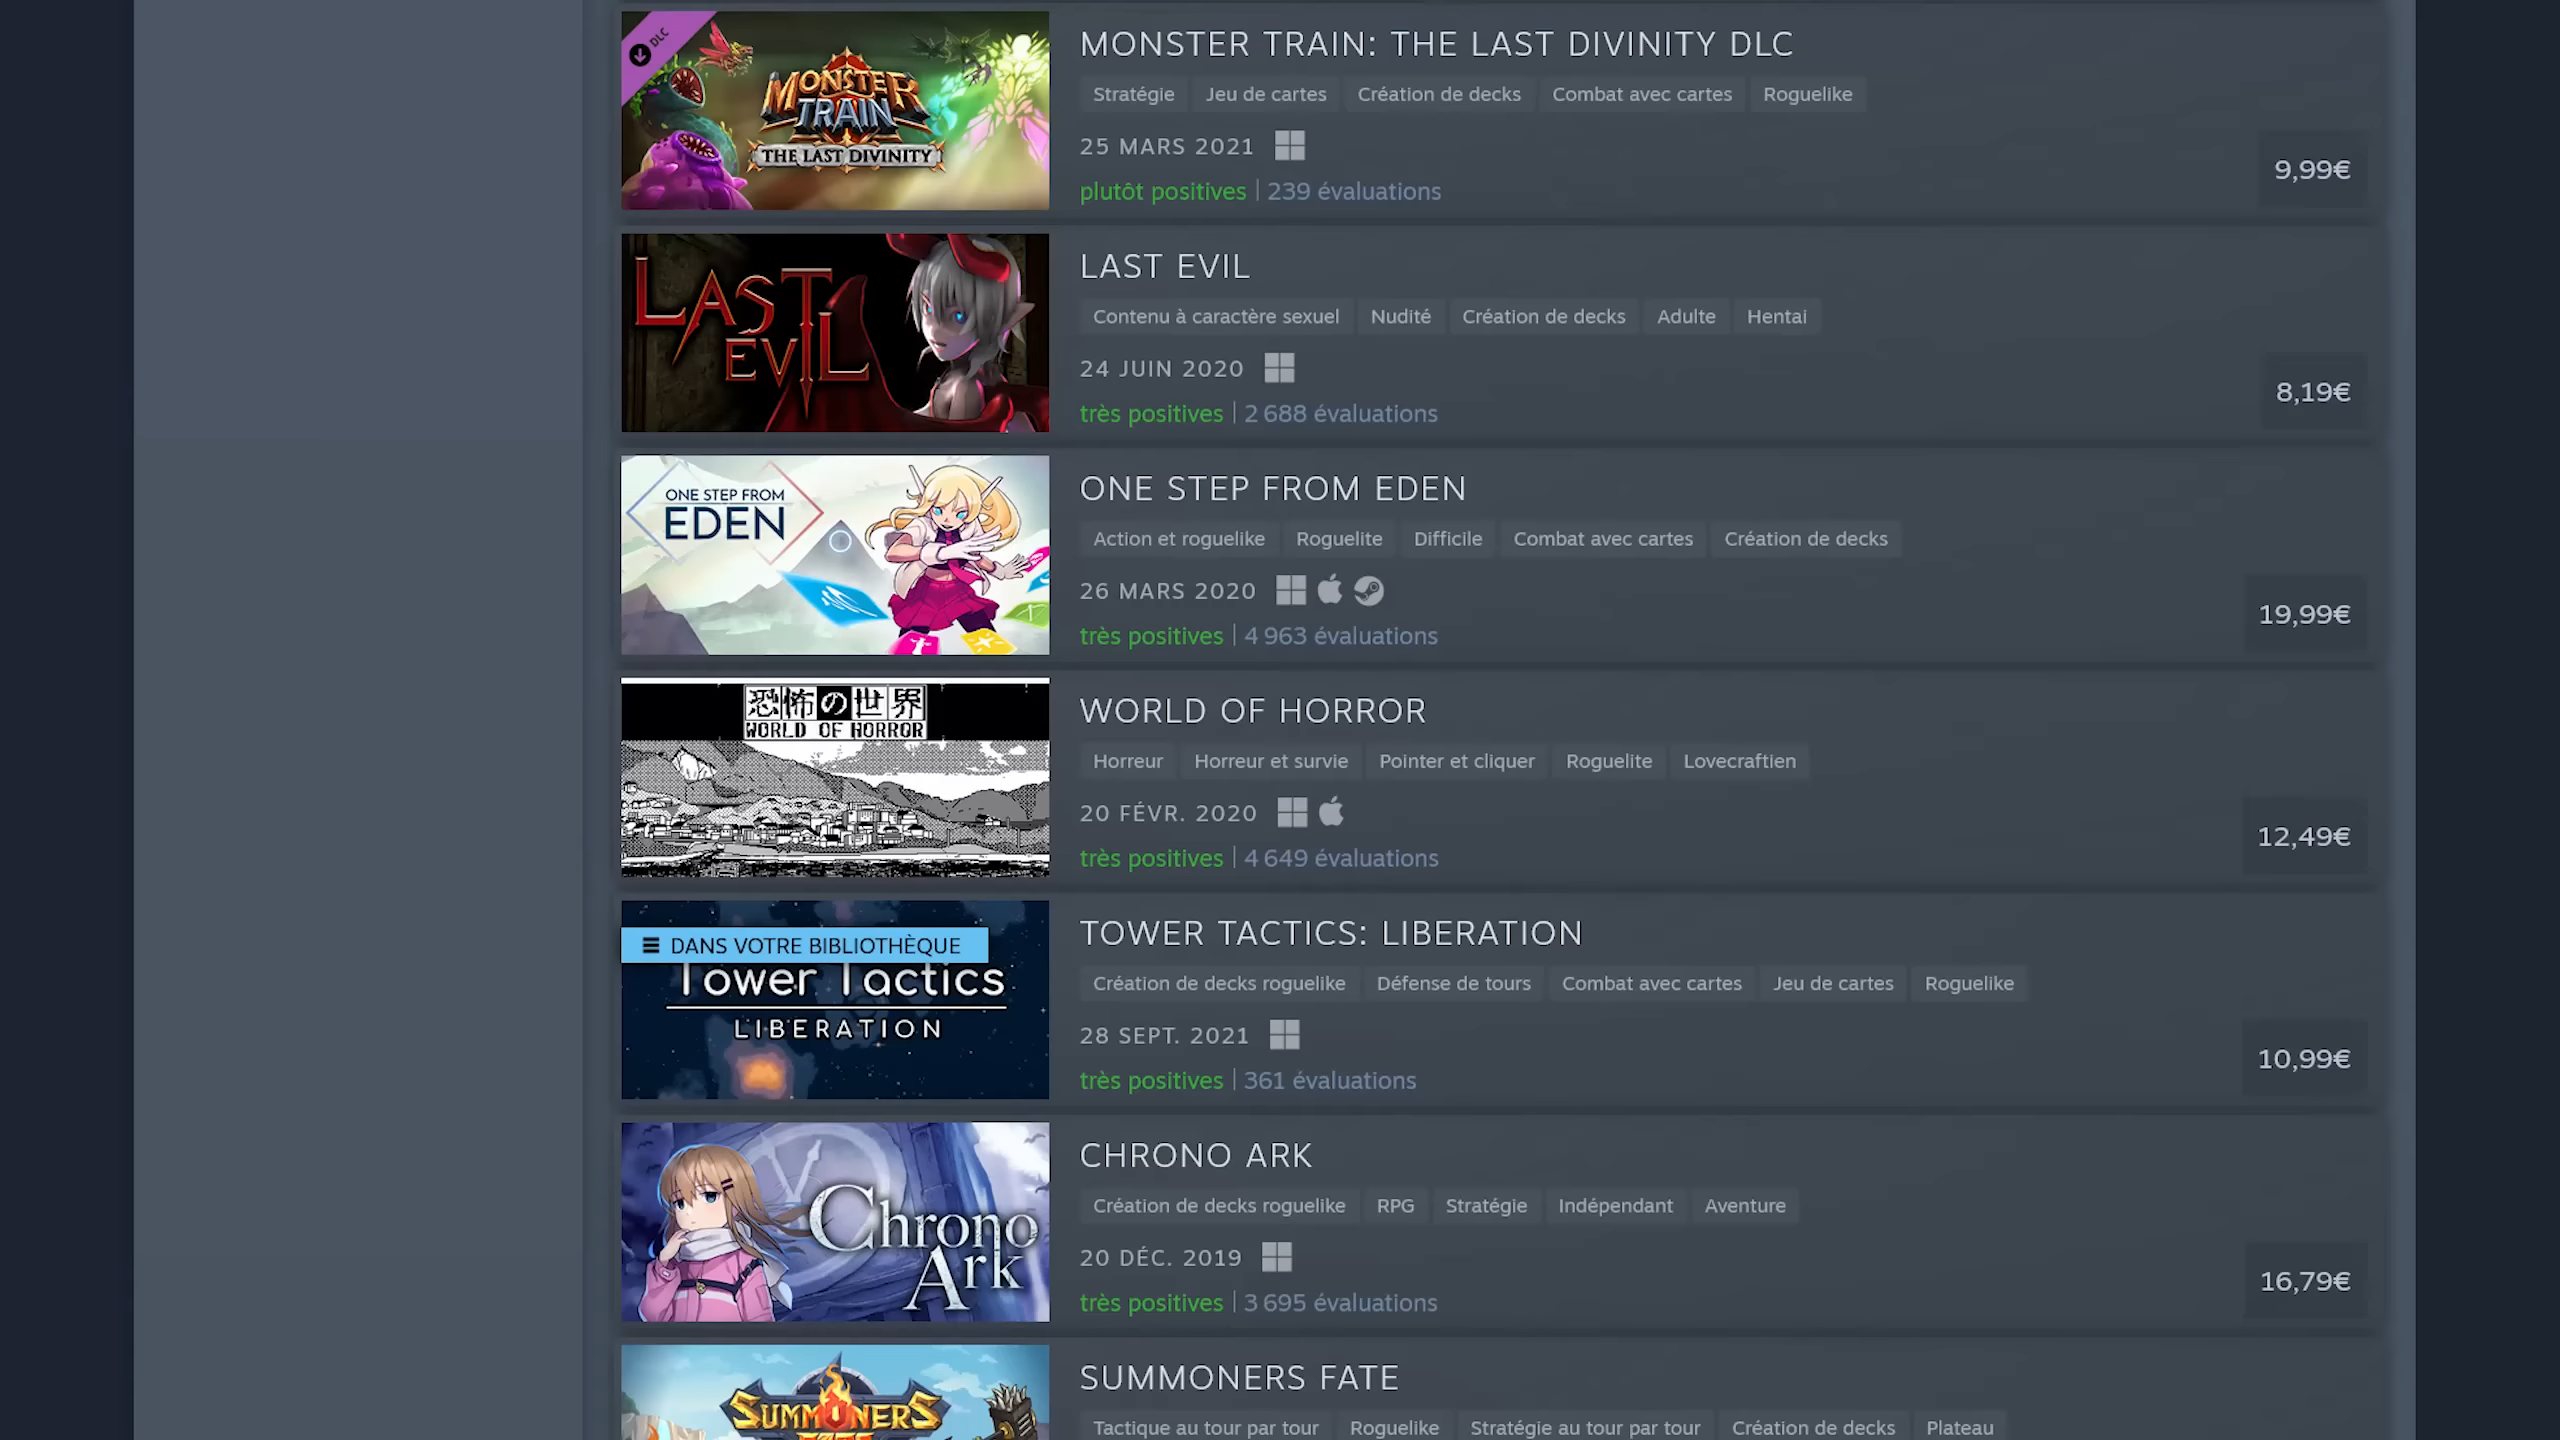 DLC
MONSTER
TRAIN
THE LAST DIVINITY
MONSTER TRAIN: THE LAST DIVINITY DLC
Stratégie Jeu de cartes Création de decks Combat avec cartes Roguelike
25 MARS 2021
plutôt positives | 239 évaluations
9,99€
LAST
EVIL
LAST EVIL
Contenu à caractère sexuel Nudité Création de decks Adulte Hentai
24 JUIN 2020
très positives | 2 688 évaluations
8,19€
ONE STEP FROM
EDEN
ONE STEP FROM EDEN
Action et roguelike Roguelite Difficile Combat avec cartes Création de decks
26 MARS 2020
très positives | 4 963 évaluations
19,99€
恐怖の世界
WORLD OF HORROR
WORLD OF HORROR
Horreur Horreur et survie Pointer et cliquer Roguelite Lovecraftien
20 FÉVR. 2020
très positives | 4 649 évaluations
12,49€
DANS VOTRE BIBLIOTHÈQUE
Tower Tactics
LIBERATION
TOWER TACTICS: LIBERATION
Création de decks roguelike Défense de tours Combat avec cartes Jeu de cartes Roguelike
28 SEPT. 2021
très positives | 361 évaluations
10,99€
Chrono
Ark
CHRONO ARK
Création de decks roguelike RPG Stratégie Indépendant Aventure
20 DÉC. 2019
très positives | 3 695 évaluations
16,79€
SUMMONERS
FATE
SUMMONERS FATE
Tactique au tour par tour Roguelike Stratégie au tour par tour Création de decks Plateau